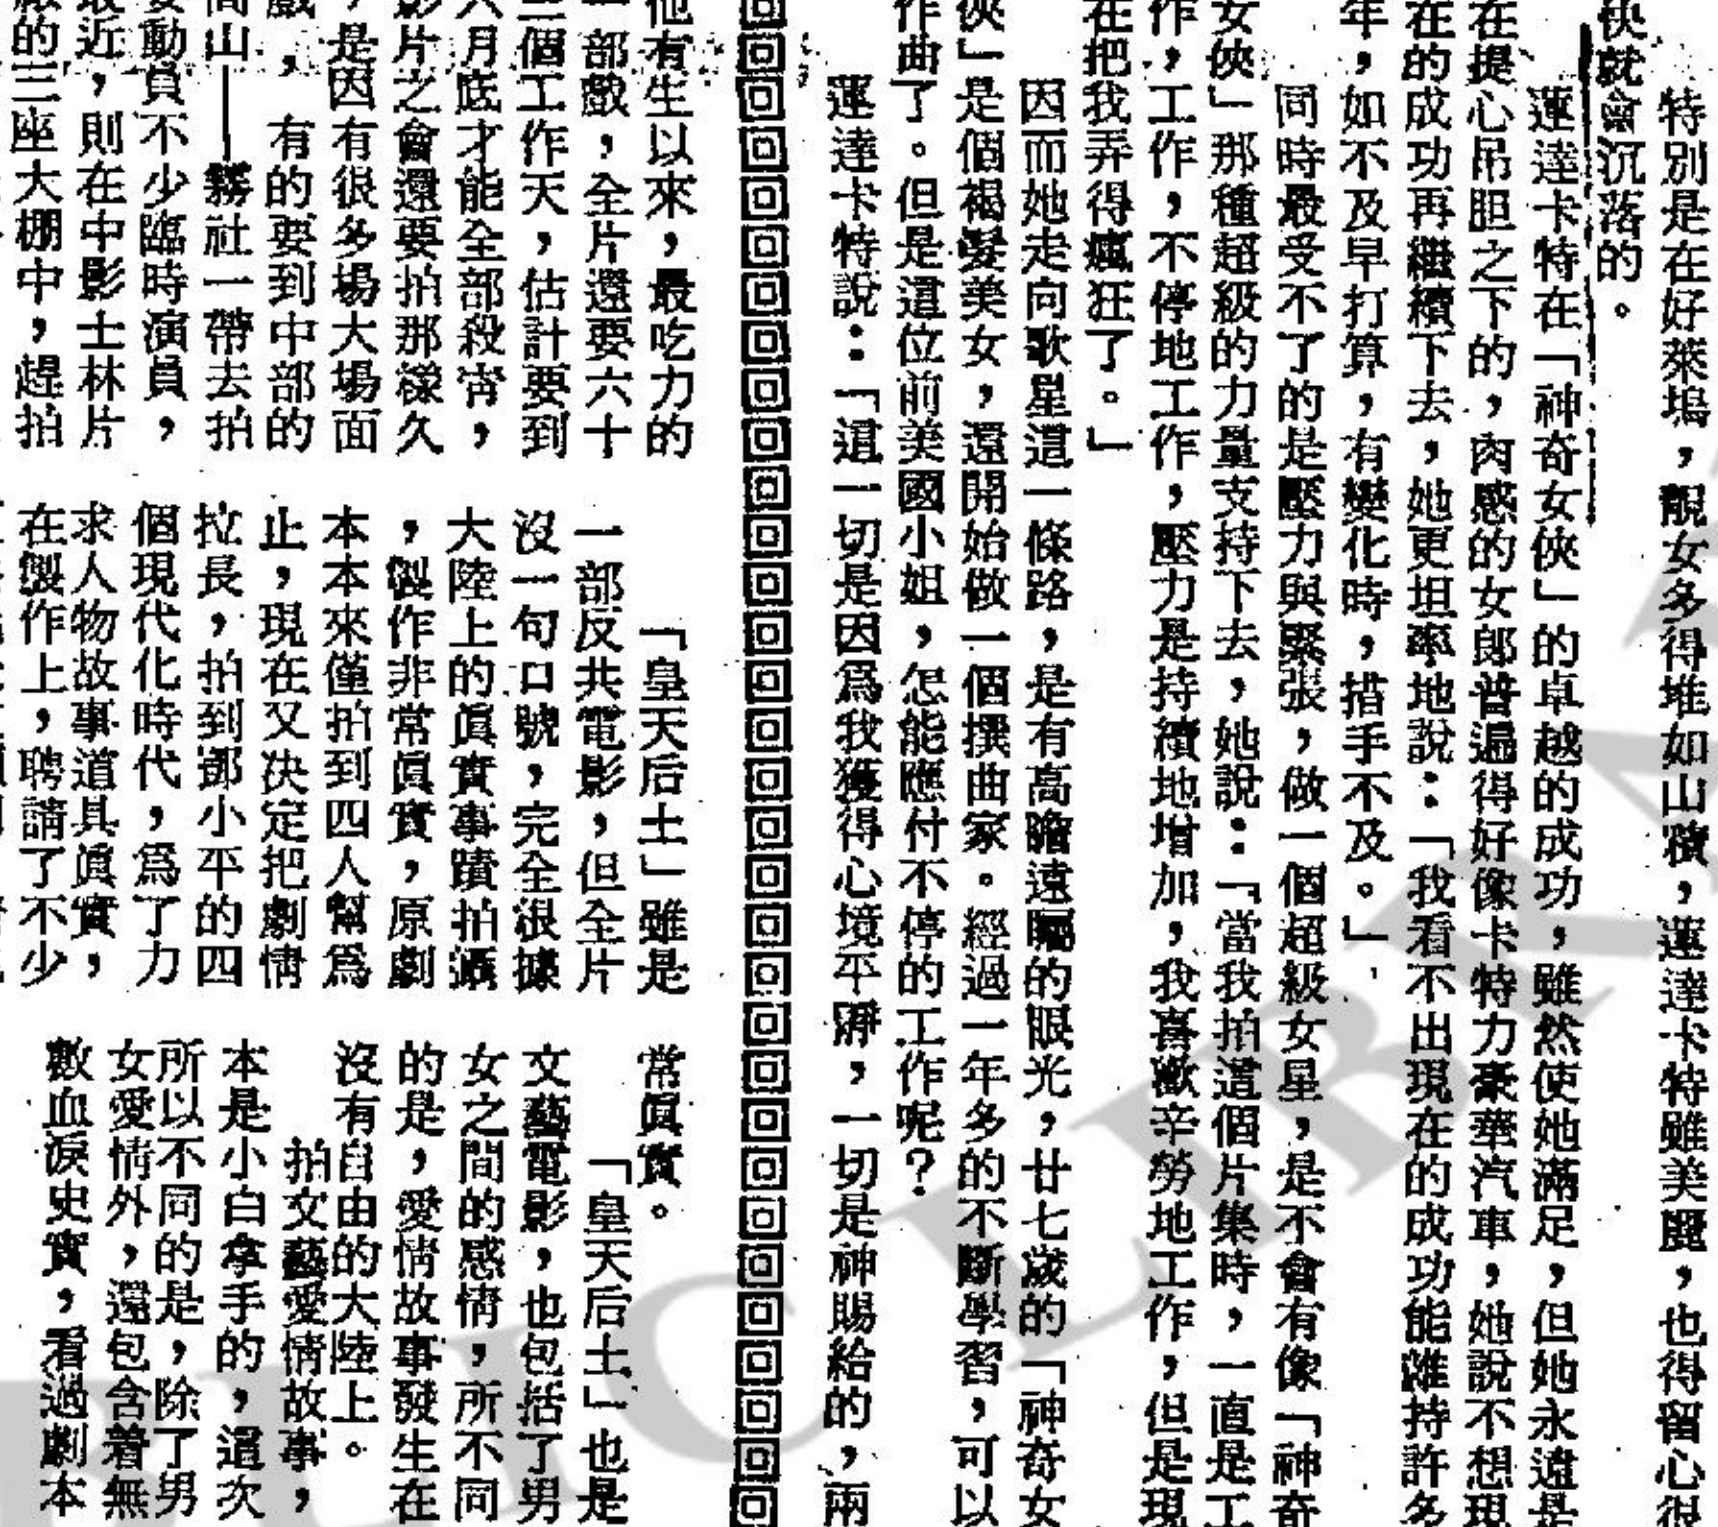 特別是在好萊塢，靚女多得堆如山積，連達卡特雖美麗，也得留心很
快就會沉落的。
連達卡特在「神奇女俠」的卓越的成功，雖然使她滿足，但她永遠是
在提心吊胆之下的，肉感的女郎普遍得好像卡特力豪華汽車，她說不想現
在的成功再繼續下去，她更坦率地說：「我看不出現在的成功能維持許多
年，如不及早打算，有變化時，措手不及。」
同時最受不了的是壓力與緊張，做一個超級女星，是不會有像「神奇
女俠」那種超級的力量支持下去，她說：「當我拍這個片集時，一直是工
作，工作，不停地工作，壓力是持續地增加，我喜歡辛勞地工作，但是現
在把我弄得瘋狂了。」
因而她走向歌星這一條路，是有高瞻遠矚的眼光，廿七歲的「神奇女
俠」是個褐髮美女，還開始做一個撰曲家。經過一年多的不斷學習，可以
作曲了。但是這位前美國小姐，怎能應付不停的工作呢？
連達卡特說：「這一切是因爲我獲得心境平靜，一切是神賜給的，兩
他有生以來，最吃力的
一部戲，全片還要六十
三個工作天，估計要到
六月底才能全部殺靑，
影片之會還要拍那樣久
，是因有很多場大場面
戲，有的要到中部的
山——霧社一帶去拍
要動員不少臨時演員，
最近，則在中影士林片
廠的三座大棚中，趕拍
「皇天后土」雖是
一部反共電影，但全片
沒一句口號，完全根據
大陸上的眞實事蹟拍攝
，製作非常眞實，原劇
本本來僅拍到四人幫爲
止，現在又決定把劇情
拉長，拍到鄧小平的四
個現代化時代，爲了力
求人物故事道具眞實，
在製作上，聘請了不少
常眞實。
「皇天后土」也是
文藝電影，也包括了男
女之間的感情，所不同
的是，愛情故事發生在
沒有自由的大陸上。
拍文藝愛情故事，
本是小白拿手的，這次
所以不同的是，除了男
女愛情外，還包含着無
數血淚史實，看過劇本